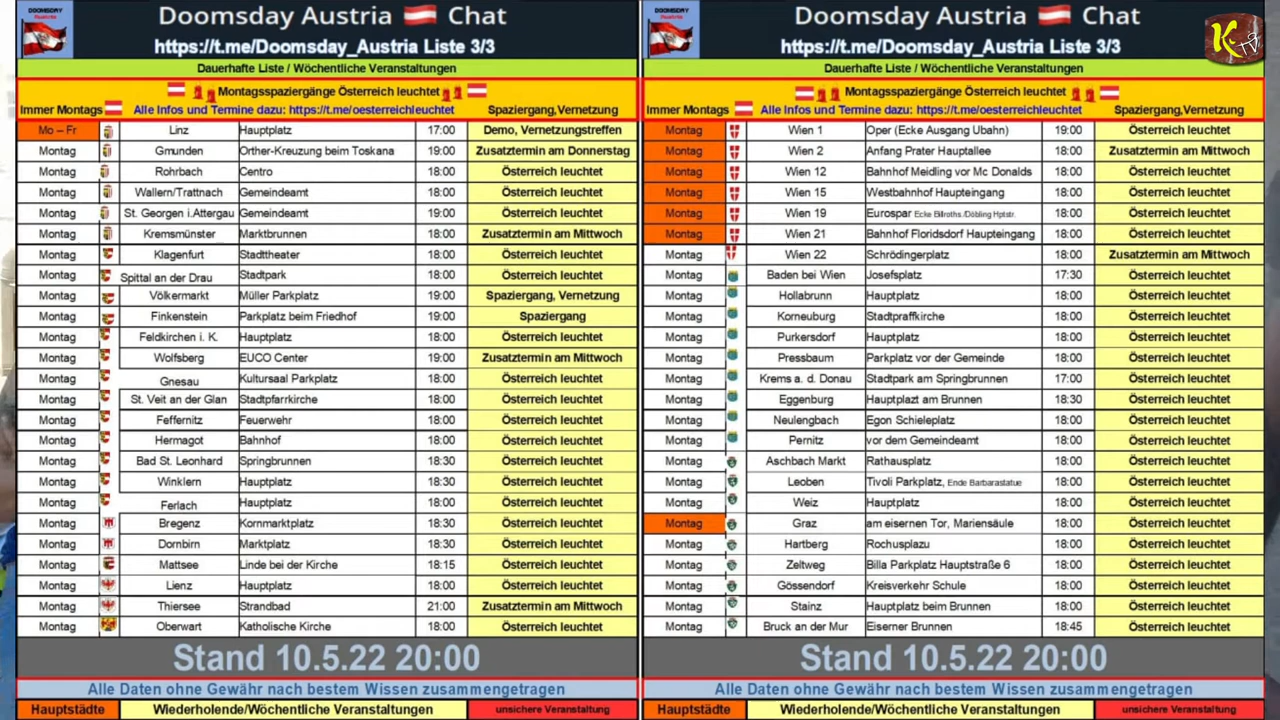 DOOMSDAY
Austria
Doomsday Austria 🇦🇹 Chat
https://t.me/Doomsday_Austria Liste 3/3
Dauerhafte Liste / Wöchentliche Veranstaltungen
Montagsspaziergänge Österreich leuchtet
Immer Montags Alle Infos und Termine dazu: https://t.me/oesterreichleuchtet Spaziergang,Vernetzung
Mo – Fr Linz Hauptplatz 17:00 Demo, Vernetzungstreffen
Montag Gmunden Orther-Kreuzung beim Toskana 19:00 Zusatztermin am Donnerstag
Montag Rohrbach Centro 18:00 Österreich leuchtet
Montag Wallern/Trattnach Gemeindeamt 18:00 Österreich leuchtet
Montag St. Georgen i.Attergau Gemeindeamt 19:00 Österreich leuchtet
Montag Kremsmünster Marktbrunnen 18:00 Zusatztermin am Mittwoch
Montag Klagenfurt Stadttheater 18:00 Österreich leuchtet
Montag Spittal an der Drau Stadtpark 18:00 Österreich leuchtet
Montag Völkermarkt Müller Parkplatz 19:00 Spaziergang, Vernetzung
Montag Finkenstein Parkplatz beim Friedhof 19:00 Spaziergang
Montag Feldkirchen i. K. Hauptplatz 18:00 Österreich leuchtet
Montag Wolfsberg EUCO Center 19:00 Zusatztermin am Mittwoch
Montag Gnesau Kultursaal Parkplatz 18:00 Österreich leuchtet
Montag St. Veit an der Glan Stadtpfarrkirche 18:00 Österreich leuchtet
Montag Feffernitz Feuerwehr 18:00 Österreich leuchtet
Montag Hermagot Bahnhof 18:00 Österreich leuchtet
Montag Bad St. Leonhard Springbrunnen 18:30 Österreich leuchtet
Montag Winklern Hauptplatz 18:30 Österreich leuchtet
Montag Ferlach Hauptplatz 18:00 Österreich leuchtet
Montag Bregenz Kornmarktplatz 18:30 Österreich leuchtet
Montag Dornbirn Marktplatz 18:30 Österreich leuchtet
Montag Mattsee Linde bei der Kirche 18:15 Österreich leuchtet
Montag Lienz Hauptplatz 18:00 Österreich leuchtet
Montag Thiersee Strandbad 21:00 Zusatztermin am Mittwoch
Montag Oberwart Katholische Kirche 18:00 Österreich leuchtet
Stand 10.5.22 20:00
Alle Daten ohne Gewähr nach bestem Wissen zusammengetragen
Hauptstädte Wiederholende/Wöchentliche Veranstaltungen unsichere Veranstaltung
DOOMSDAY
Austria
Doomsday Austria 🇦🇹 Chat
https://t.me/Doomsday_Austria Liste 3/3
K TV
Dauerhafte Liste / Wöchentliche Veranstaltungen
Montagsspaziergänge Österreich leuchtet
Immer Montags Alle Infos und Termine dazu: https://t.me/oesterreichleuchtet Spaziergang,Vernetzung
Montag Wien 1 Oper (Ecke Ausgang Ubahn) 19:00 Österreich leuchtet
Montag Wien 2 Anfang Prater Hauptallee 18:00 Zusatztermin am Mittwoch
Montag Wien 12 Bahnhof Meidling vor Mc Donalds 18:00 Österreich leuchtet
Montag Wien 15 Westbahnhof Haupteingang 18:00 Österreich leuchtet
Montag Wien 19 Eurospar Ecke Billroths /Döbling Hptstr. 18:00 Österreich leuchtet
Montag Wien 21 Bahnhof Floridsdorf Haupteingang 18:00 Österreich leuchtet
Montag Wien 22 Schrödingerplatz 18:00 Zusatztermin am Mittwoch
Montag Baden bei Wien Josefsplatz 17:30 Österreich leuchtet
Montag Hollabrunn Hauptplatz 18:00 Österreich leuchtet
Montag Korneuburg Stadtpraffkirche 18:00 Österreich leuchtet
Montag Purkersdorf Hauptplatz 18:00 Österreich leuchtet
Montag Pressbaum Parkplatz vor der Gemeinde 18:00 Österreich leuchtet
Montag Krems a. d. Donau Stadtpark am Springbrunnen 17:00 Österreich leuchtet
Montag Eggenburg Hauptplazt am Brunnen 18:30 Österreich leuchtet
Montag Neulengbach Egon Schieleplatz 18:00 Österreich leuchtet
Montag Pernitz vor dem Gemeindeamt 18:00 Österreich leuchtet
Montag Aschbach Markt Rathausplatz 18:00 Österreich leuchtet
Montag Leoben Tivoli Parkplatz, Ende Barbarastatue 18:00 Österreich leuchtet
Montag Weiz Hauptplatz 18:00 Österreich leuchtet
Montag Graz am eisernen Tor, Mariensäule 18:00 Österreich leuchtet
Montag Hartberg Rochusplazu 18:00 Österreich leuchtet
Montag Zeltweg Billa Parkplatz Hauptstraße 6 18:00 Österreich leuchtet
Montag Gössendorf Kreisverkehr Schule 18:00 Österreich leuchtet
Montag Stainz Hauptplatz beim Brunnen 18:00 Österreich leuchtet
Montag Bruck an der Mur Eiserner Brunnen 18:45 Österreich leuchtet
Stand 10.5.22 20:00
Alle Daten ohne Gewähr nach bestem Wissen zusammengetragen
Hauptstädte Wiederholende/Wöchentliche Veranstaltungen unsichere Veranstaltung